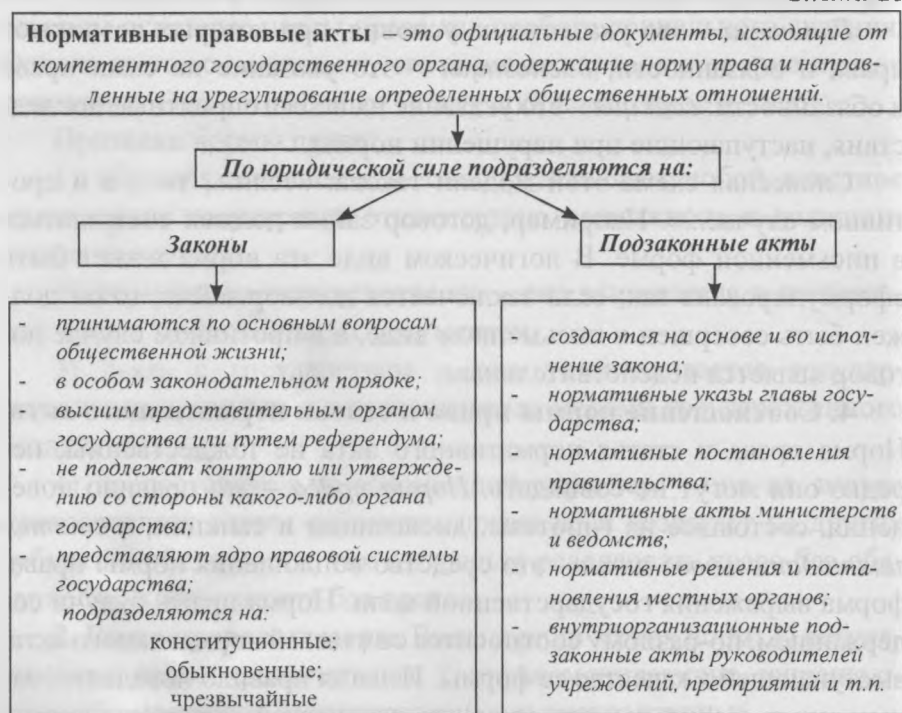 Нормативные правовые акты – это официальные документы, исходящие от
компетентного государственного органа, содержащие норму права и направ-
ленные на урегулирование определенных общественных отношений.
По юридической силе подразделяются на:
Законы
Подзаконные акты
- принимаются по основным вопросам
общественной жизни;
- в особом законодательном порядке;
- высшим представительным органом
государства или путем референдума;
- не подлежат контролю или утвержде-
нию со стороны какого-либо органа
государства;
- представляют ядро правовой системы
государства;
- подразделяются на:
конституционные;
обыкновенные;
чрезвычайные
- создаются на основе и во испол-
нение закона;
- нормативные указы главы госу-
дарства;
- нормативные постановления
правительства;
- нормативные акты министерств
и ведомств;
- нормативные решения и поста-
новления местных органов;
- внутриорганизационные под-
законные акты руководителей
учреждений, предприятий и т.п.